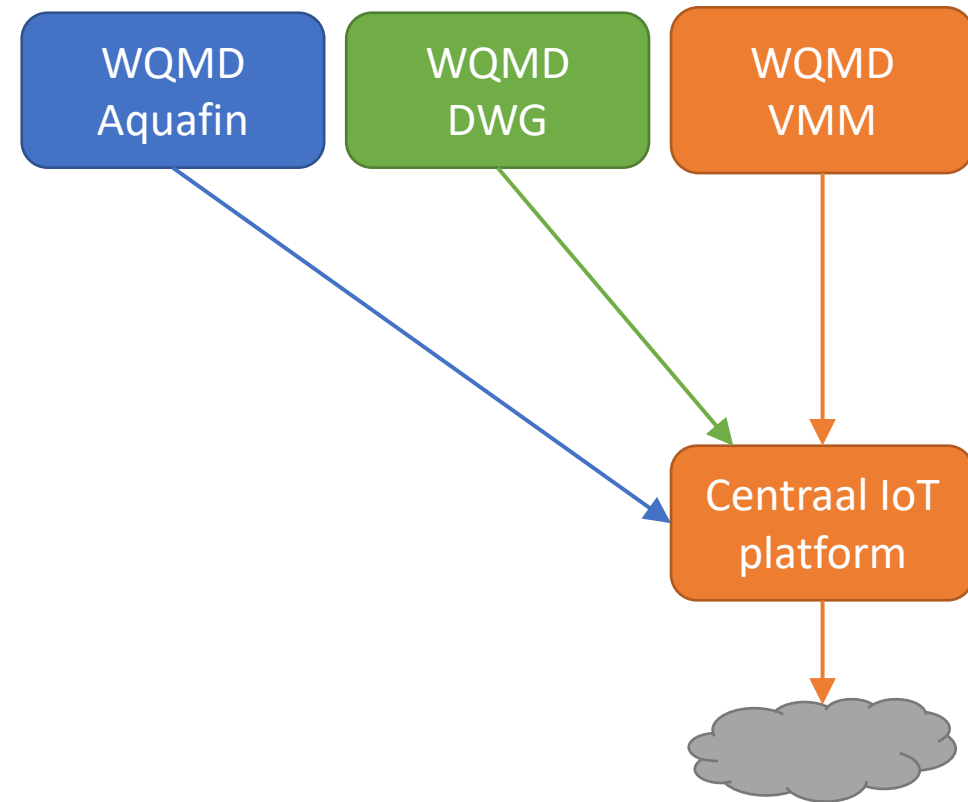 WQMD
Aquafin
WQMD
DWG
WQMD
VMM
Centraal IoT
platform